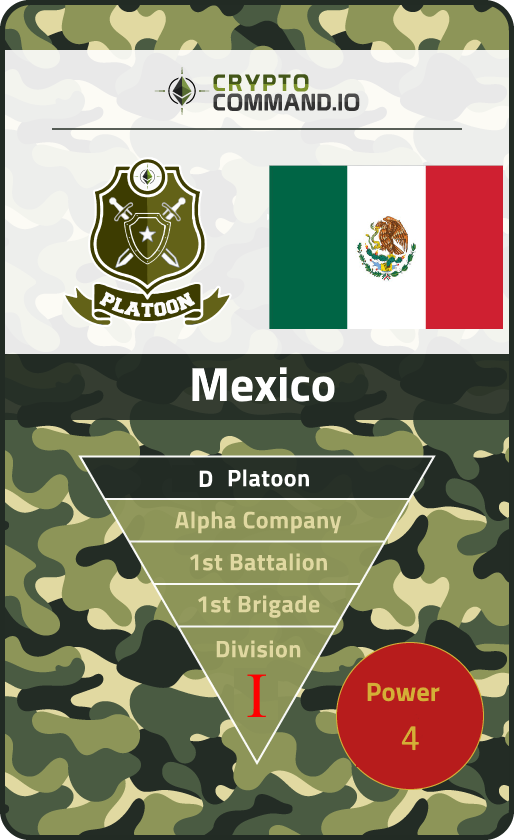 CRYPTO
COMMAND.IO
PLATOON
Mexico
D Platoon
Alpha Company
1st Battalion
1st Brigade
Division
I
Power
4